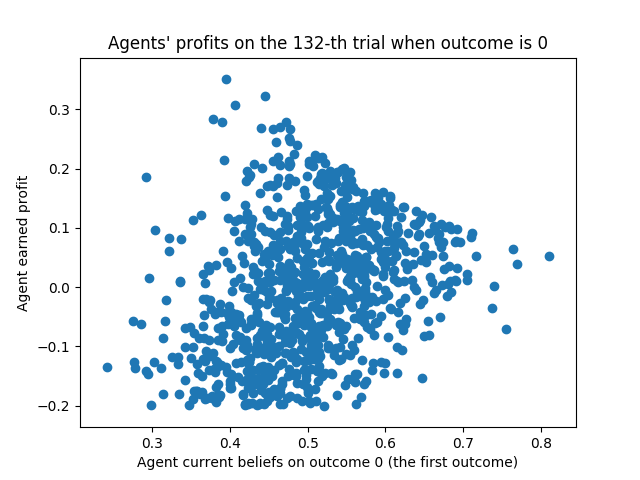 Agents' profits on the 132-th trial when outcome is 0
Agent earned profit
0.3
0.2
0.1
0.0
−0.1
−0.2
0.3 0.4 0.5 0.6 0.7 0.8
Agent current beliefs on outcome 0 (the first outcome)